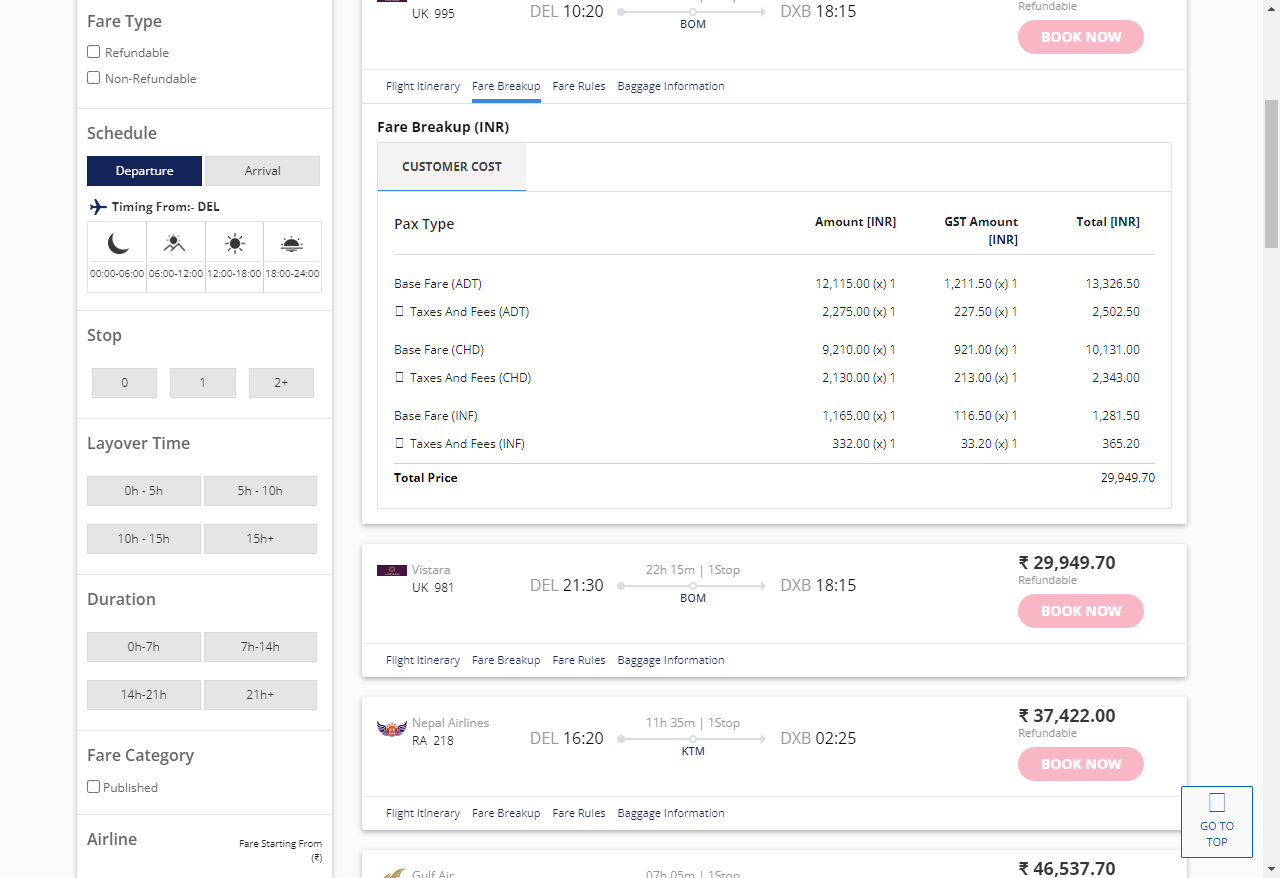 Fare Type
Refundable
Non-Refundable
Schedule
Departure
Arrival
Timing From:- DEL
00:00-06:00 06:00-12:00 12:00-18:00 18:00-24:00
Stop
0 1 2+
Layover Time
0h - 5h 5h - 10h
10h - 15h 15h+
Duration
0h-7h 7h-14h
14h-21h 21h+
Fare Category
Published
Airline
Fare Starting From
(₹)
UK 995
DEL 10:20
BOM
DXB 18:15
Refundable
BOOK NOW
Flight Itinerary Fare Breakup Fare Rules Baggage Information
Fare Breakup (INR)
CUSTOMER COST
Pax Type Amount [INR] GST Amount [INR] Total [INR]
Base Fare (ADT) 12,115.00 (x) 1 1,211.50 (x) 1 13,326.50
Taxes And Fees (ADT) 2,275.00 (x) 1 227.50 (x) 1 2,502.50
Base Fare (CHD) 9,210.00 (x) 1 921.00 (x) 1 10,131.00
Taxes And Fees (CHD) 2,130.00 (x) 1 213.00 (x) 1 2,343.00
Base Fare (INF) 1,165.00 (x) 1 116.50 (x) 1 1,281.50
Taxes And Fees (INF) 332.00 (x) 1 33.20 (x) 1 365.20
Total Price 29,949.70
Vistara
UK 981
DEL 21:30
22h 15m | 1Stop
BOM
DXB 18:15
₹ 29,949.70
Refundable
BOOK NOW
Flight Itinerary Fare Breakup Fare Rules Baggage Information
Nepal Airlines
RA 218
DEL 16:20
11h 35m | 1Stop
KTM
DXB 02:25
₹ 37,422.00
Refundable
BOOK NOW
Flight Itinerary Fare Breakup Fare Rules Baggage Information
Gulf Air
07h 05m | 1Stop
₹ 46,537.70
GO TO
TOP